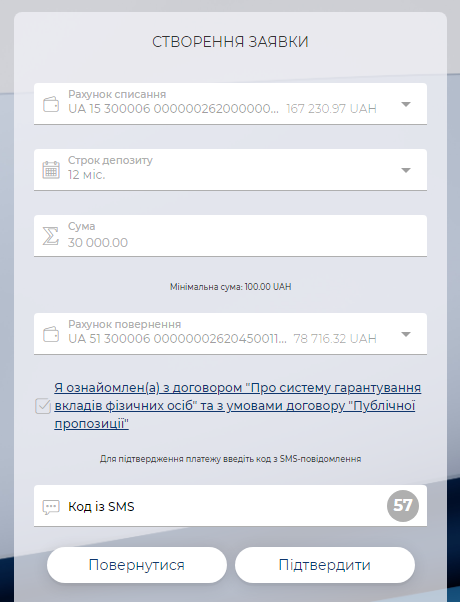 СТВОРЕННЯ ЗАЯВКИ
Рахунок списання
UA 15 300006 000000262000000... 167 230.97 UAH
Строк депозиту
12 міс.
Сума
30 000.00
Мінімальна сума: 100.00 UAH
Рахунок повернення
UA 51 300006 00000002620450011... 78 716.32 UAH
Я ознайомлен(а) з договором "Про систему гарантування
вкладів фізичних осіб" та з умовами договору "Публічної
пропозиції"
Для підтвердження платежу введіть код з SMS-повідомлення
Код із SMS 57
Повернутися Підтвердити